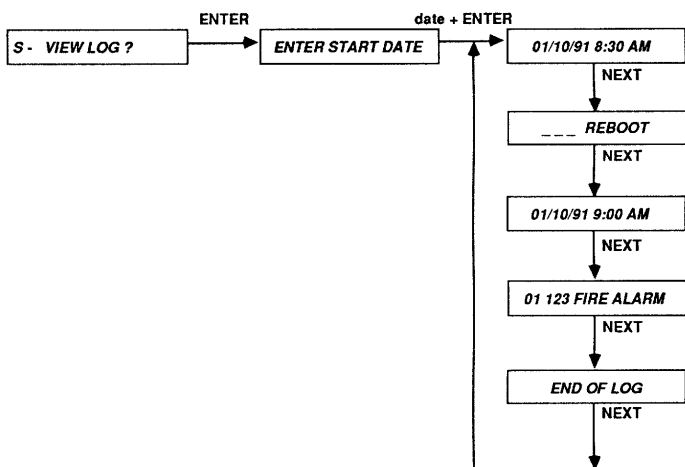 ENTER
date + ENTER
S - VIEW LOG ?
ENTER START DATE
01/10/91 8:30 AM
NEXT
_ _ _ REBOOT
NEXT
01/10/91 9:00 AM
NEXT
01 123 FIRE ALARM
NEXT
END OF LOG
NEXT